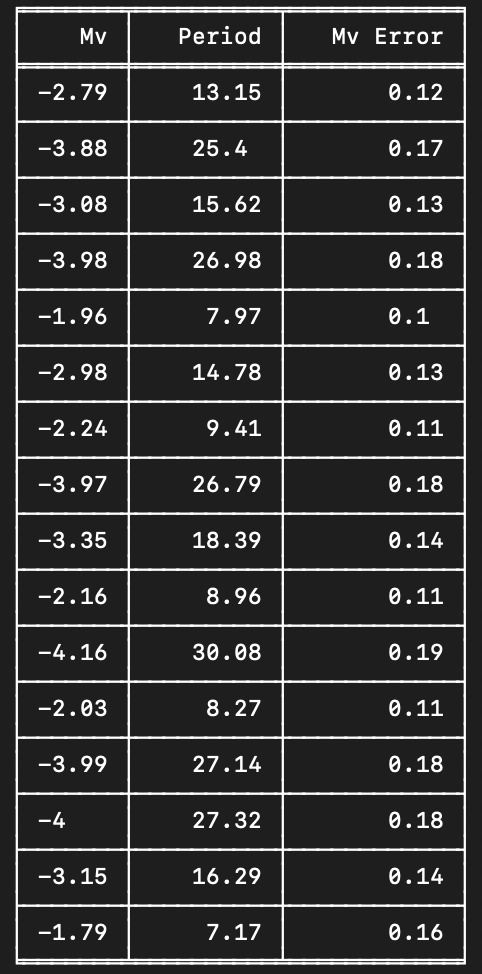 Mv Period Mv Error
−2.79 13.15 0.12
−3.88 25.4 0.17
−3.08 15.62 0.13
−3.98 26.98 0.18
−1.96 7.97 0.1
−2.98 14.78 0.13
−2.24 9.41 0.11
−3.97 26.79 0.18
−3.35 18.39 0.14
−2.16 8.96 0.11
−4.16 30.08 0.19
−2.03 8.27 0.11
−3.99 27.14 0.18
−4 27.32 0.18
−3.15 16.29 0.14
−1.79 7.17 0.16